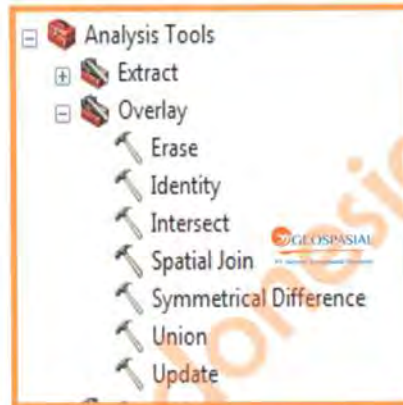 Analysis Tools
Extract
Overlay
Erase
Identity
Intersect
GEOSPASIAL
Spatial Join
Symmetrical Difference
Union
Update